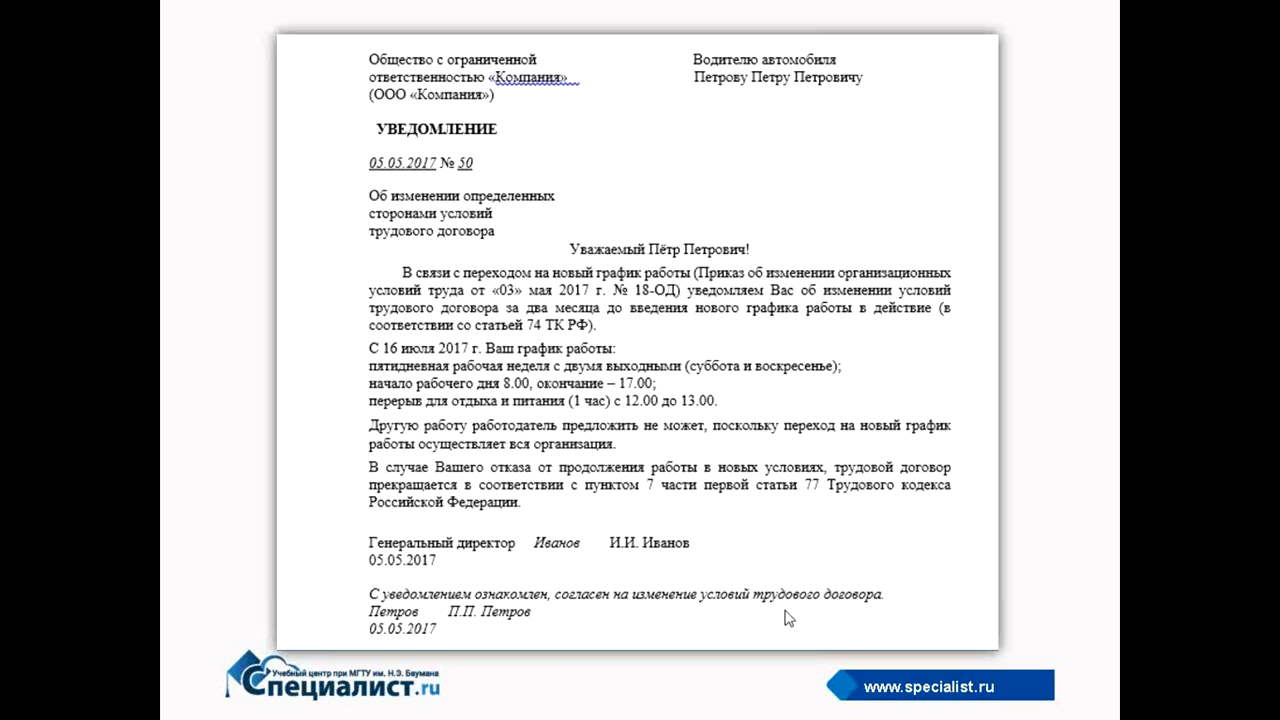 Общество с ограниченной
ответственностью «Компания»
(ООО «Компания»)
Водителю автомобиля
Петрову Петру Петровичу
УВЕДОМЛЕНИЕ
05.05.2017 № 50
Об изменении определенных
сторонами условий
трудового договора
Уважаемый Пётр Петрович!
В связи с переходом на новый график работы (Приказ об изменении организационных
условий труда от «03» мая 2017 г. № 18-ОД) уведомляем Вас об изменении условий
трудового договора за два месяца до введения нового графика работы в действие (в
соответствии со статьей 74 ТК РФ).
С 16 июля 2017 г. Ваш график работы:
пятидневная рабочая неделя с двумя выходными (суббота и воскресенье);
начало рабочего дня 8.00, окончание – 17.00;
перерыв для отдыха и питания (1 час) с 12.00 до 13.00.
Другую работу работодатель предложить не может, поскольку переход на новый график
работы осуществляет вся организация.
В случае Вашего отказа от продолжения работы в новых условиях, трудовой договор
прекращается в соответствии с пунктом 7 части первой статьи 77 Трудового кодекса
Российской Федерации.
Генеральный директор Иванов И.И. Иванов
05.05.2017
С уведомлением ознакомлен, согласен на изменение условий трудового договора.
Петров П.П. Петров
05.05.2017
Учебный центр при МГТУ им. Н.Э. Баумана
Специалист.ru
www.specialist.ru